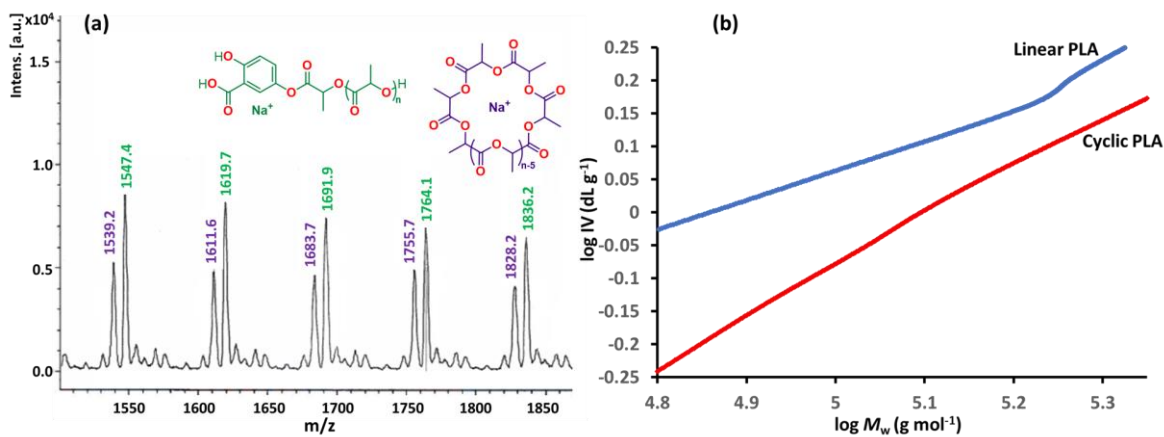 (a)
Intens. [a.u.]
x10⁴
1.5
1.0
0.5
0.0
1539.2
1547.4
1611.6
1619.7
1683.7
1691.9
1755.7
1764.1
1828.2
1836.2
HO
HO
O
O
O
O
O
O
H
n
Na⁺
O
O
O
O
O
O
O
O
O
O
O
O
Na⁺
n-5
1550
1600
1650
1700
1750
1800
1850
m/z
(b)
0.25
0.2
0.15
0.1
0.05
0
-0.05
-0.1
-0.15
-0.2
-0.25
log IV (dL g⁻¹)
Linear PLA
Cyclic PLA
4.8
4.9
5
5.1
5.2
5.3
log Mw (g mol⁻¹)